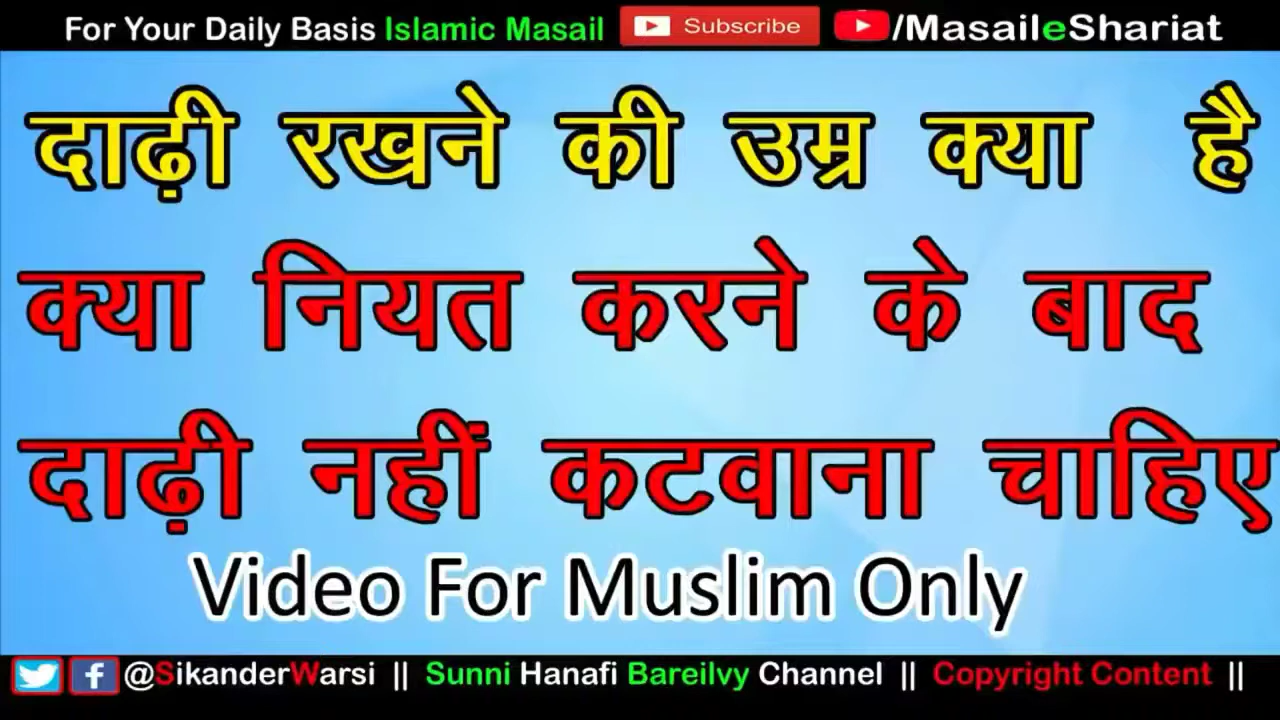 For Your Daily Basis Islamic Masail Subscribe /MasaileShariat
दाढ़ी रखने की उम्र क्या है
क्या नियत करने के बाद
दाढ़ी नहीं कटवाना चाहिए
Video For Muslim Only
@SikanderWarsi || Sunni Hanafi Bareilvy Channel || Copyright Content ||